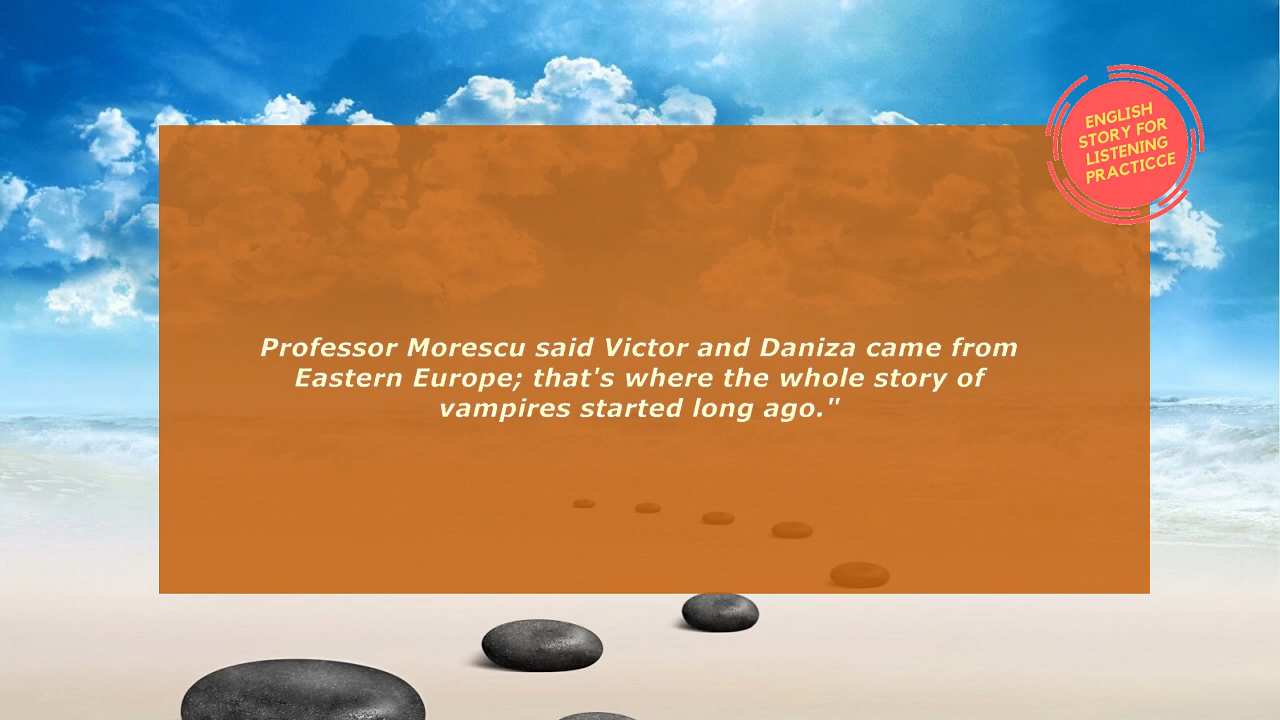 ENGLISH
STORY FOR
LISTENING
PRACTICCE
Professor Morescu said Victor and Daniza came from
Eastern Europe; that's where the whole story of
vampires started long ago."